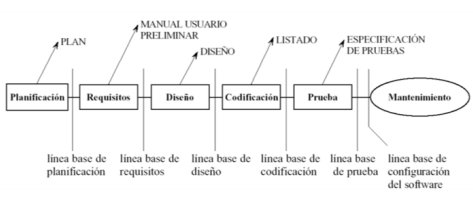 PLAN
MANUAL USUARIO
PRELIMINAR
DISEÑO
LISTADO
ESPECIFICACIÓN
DE PRUEBAS
Planificación
Requisitos
Diseño
Codificación
Prueba
Mantenimiento
línea base de
planificación
línea base de
requisitos
línea base de
diseño
línea base de
codificación
línea base
de prueba
línea base de
configuración
del software